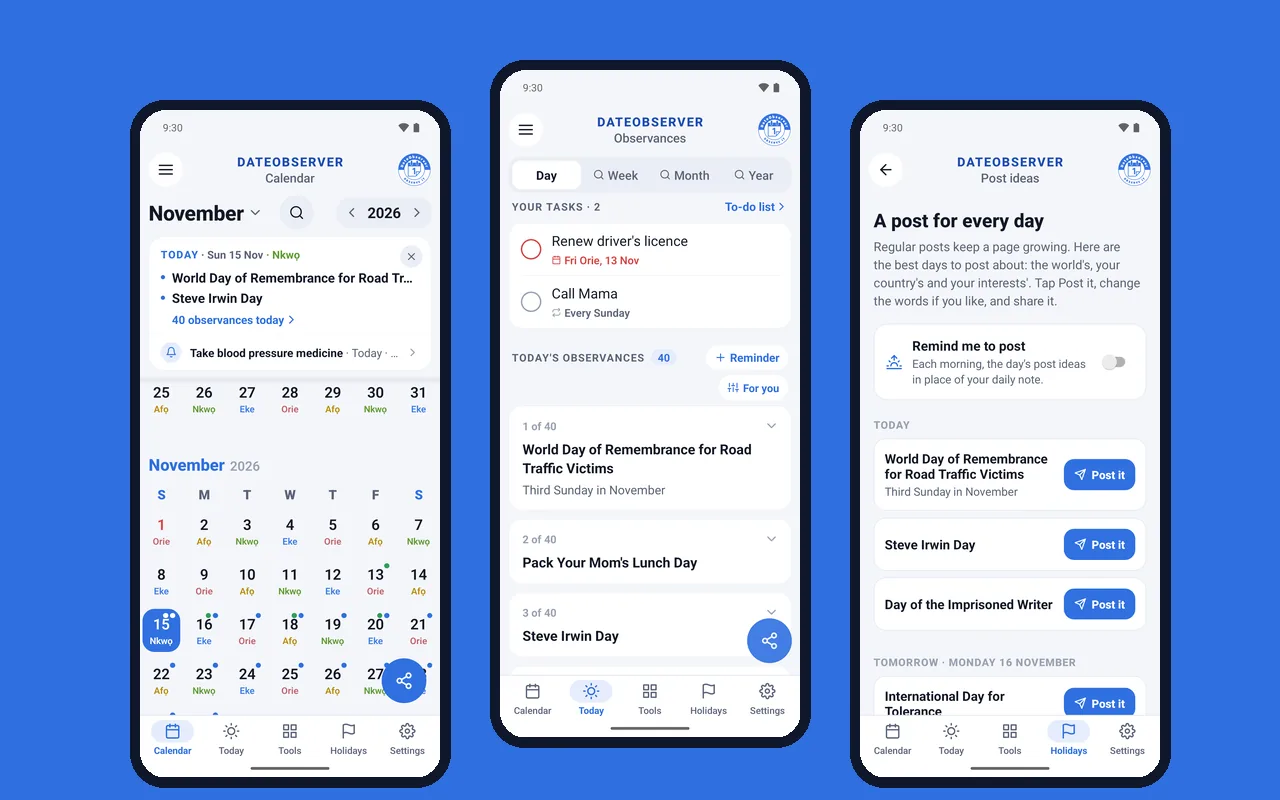 9:30
DATEOBSERVER
Calendar
November
2026
TODAY · Sun 15 Nov · Nkwọ
World Day of Remembrance for Road Tr...
Steve Irwin Day
40 observances today
Take blood pressure medicine · Today · ...
25 26 27 28 29 30 31
Afọ Nkwọ Eke Orie Afọ Nkwọ Eke
November 2026
S M T W T F S
1 2 3 4 5 6 7
Orie Afọ Nkwọ Eke Orie Afọ Nkwọ
8 9 10 11 12 13 14
Eke Orie Afọ Nkwọ Eke Orie Afọ
15 16 17 18 19 20 21
Nkwọ Eke Orie Afọ Nkwọ Eke Orie
22 23 24 25 26 27
Afọ Nkwọ Eke Orie Afọ
Calendar Today Tools Holidays Settings
9:30
DATEOBSERVER
Observances
Day Week Month Year
YOUR TASKS · 2
To-do list
Renew driver's licence
Fri Orie, 13 Nov
Call Mama
Every Sunday
TODAY'S OBSERVANCES 40
+ Reminder
For you
1 of 40
World Day of Remembrance for Road
Traffic Victims
Third Sunday in November
2 of 40
Pack Your Mom's Lunch Day
3 of 40
Steve Irwin Day
Calendar Today Tools Holidays Settings
9:30
DATEOBSERVER
Post ideas
A post for every day
Regular posts keep a page growing. Here are
the best days to post about: the world's, your
country's and your interests'. Tap Post it, change
the words if you like, and share it.
Remind me to post
Each morning, the day's post ideas
in place of your daily note.
TODAY
World Day of Remembrance
for Road Traffic Victims
Third Sunday in November
Post it
Steve Irwin Day
Post it
Day of the Imprisoned Writer
Post it
TOMORROW · MONDAY 16 NOVEMBER
International Day for
Tolerance
Post it
Calendar Today Tools Holidays Settings